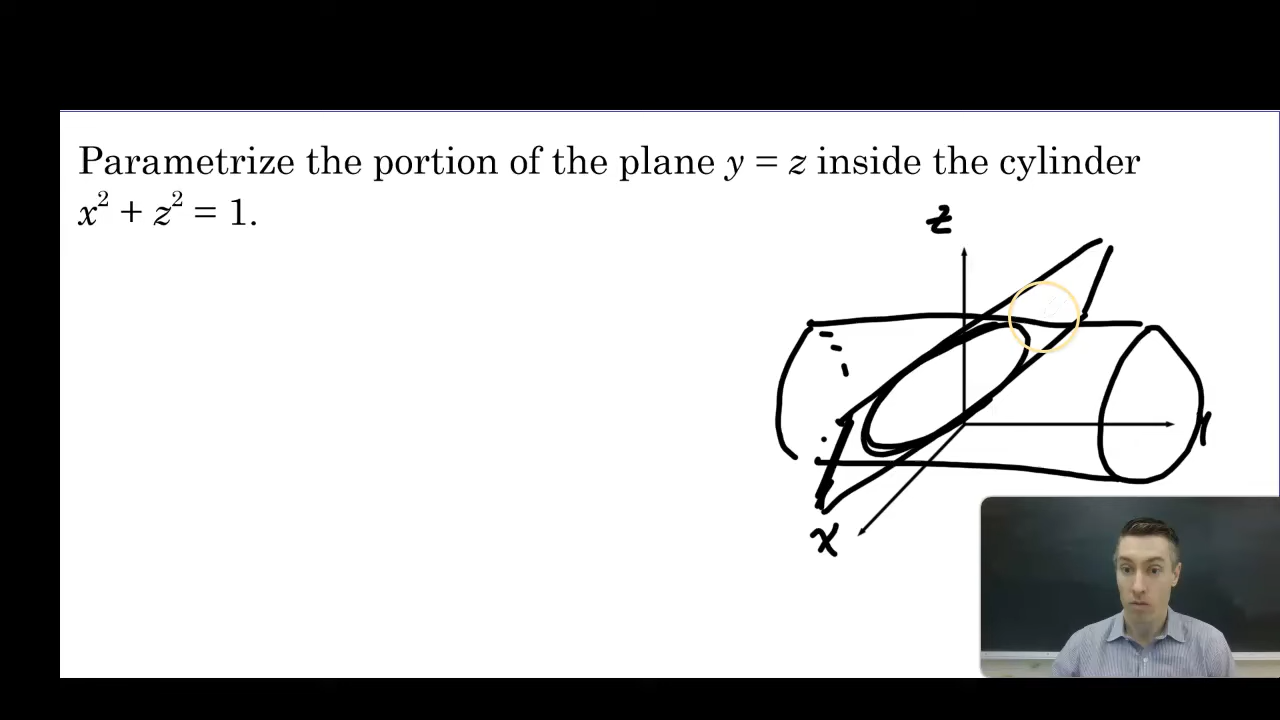 Parametrize the portion of the plane y = z inside the cylinder
x² + z² = 1.
z
x